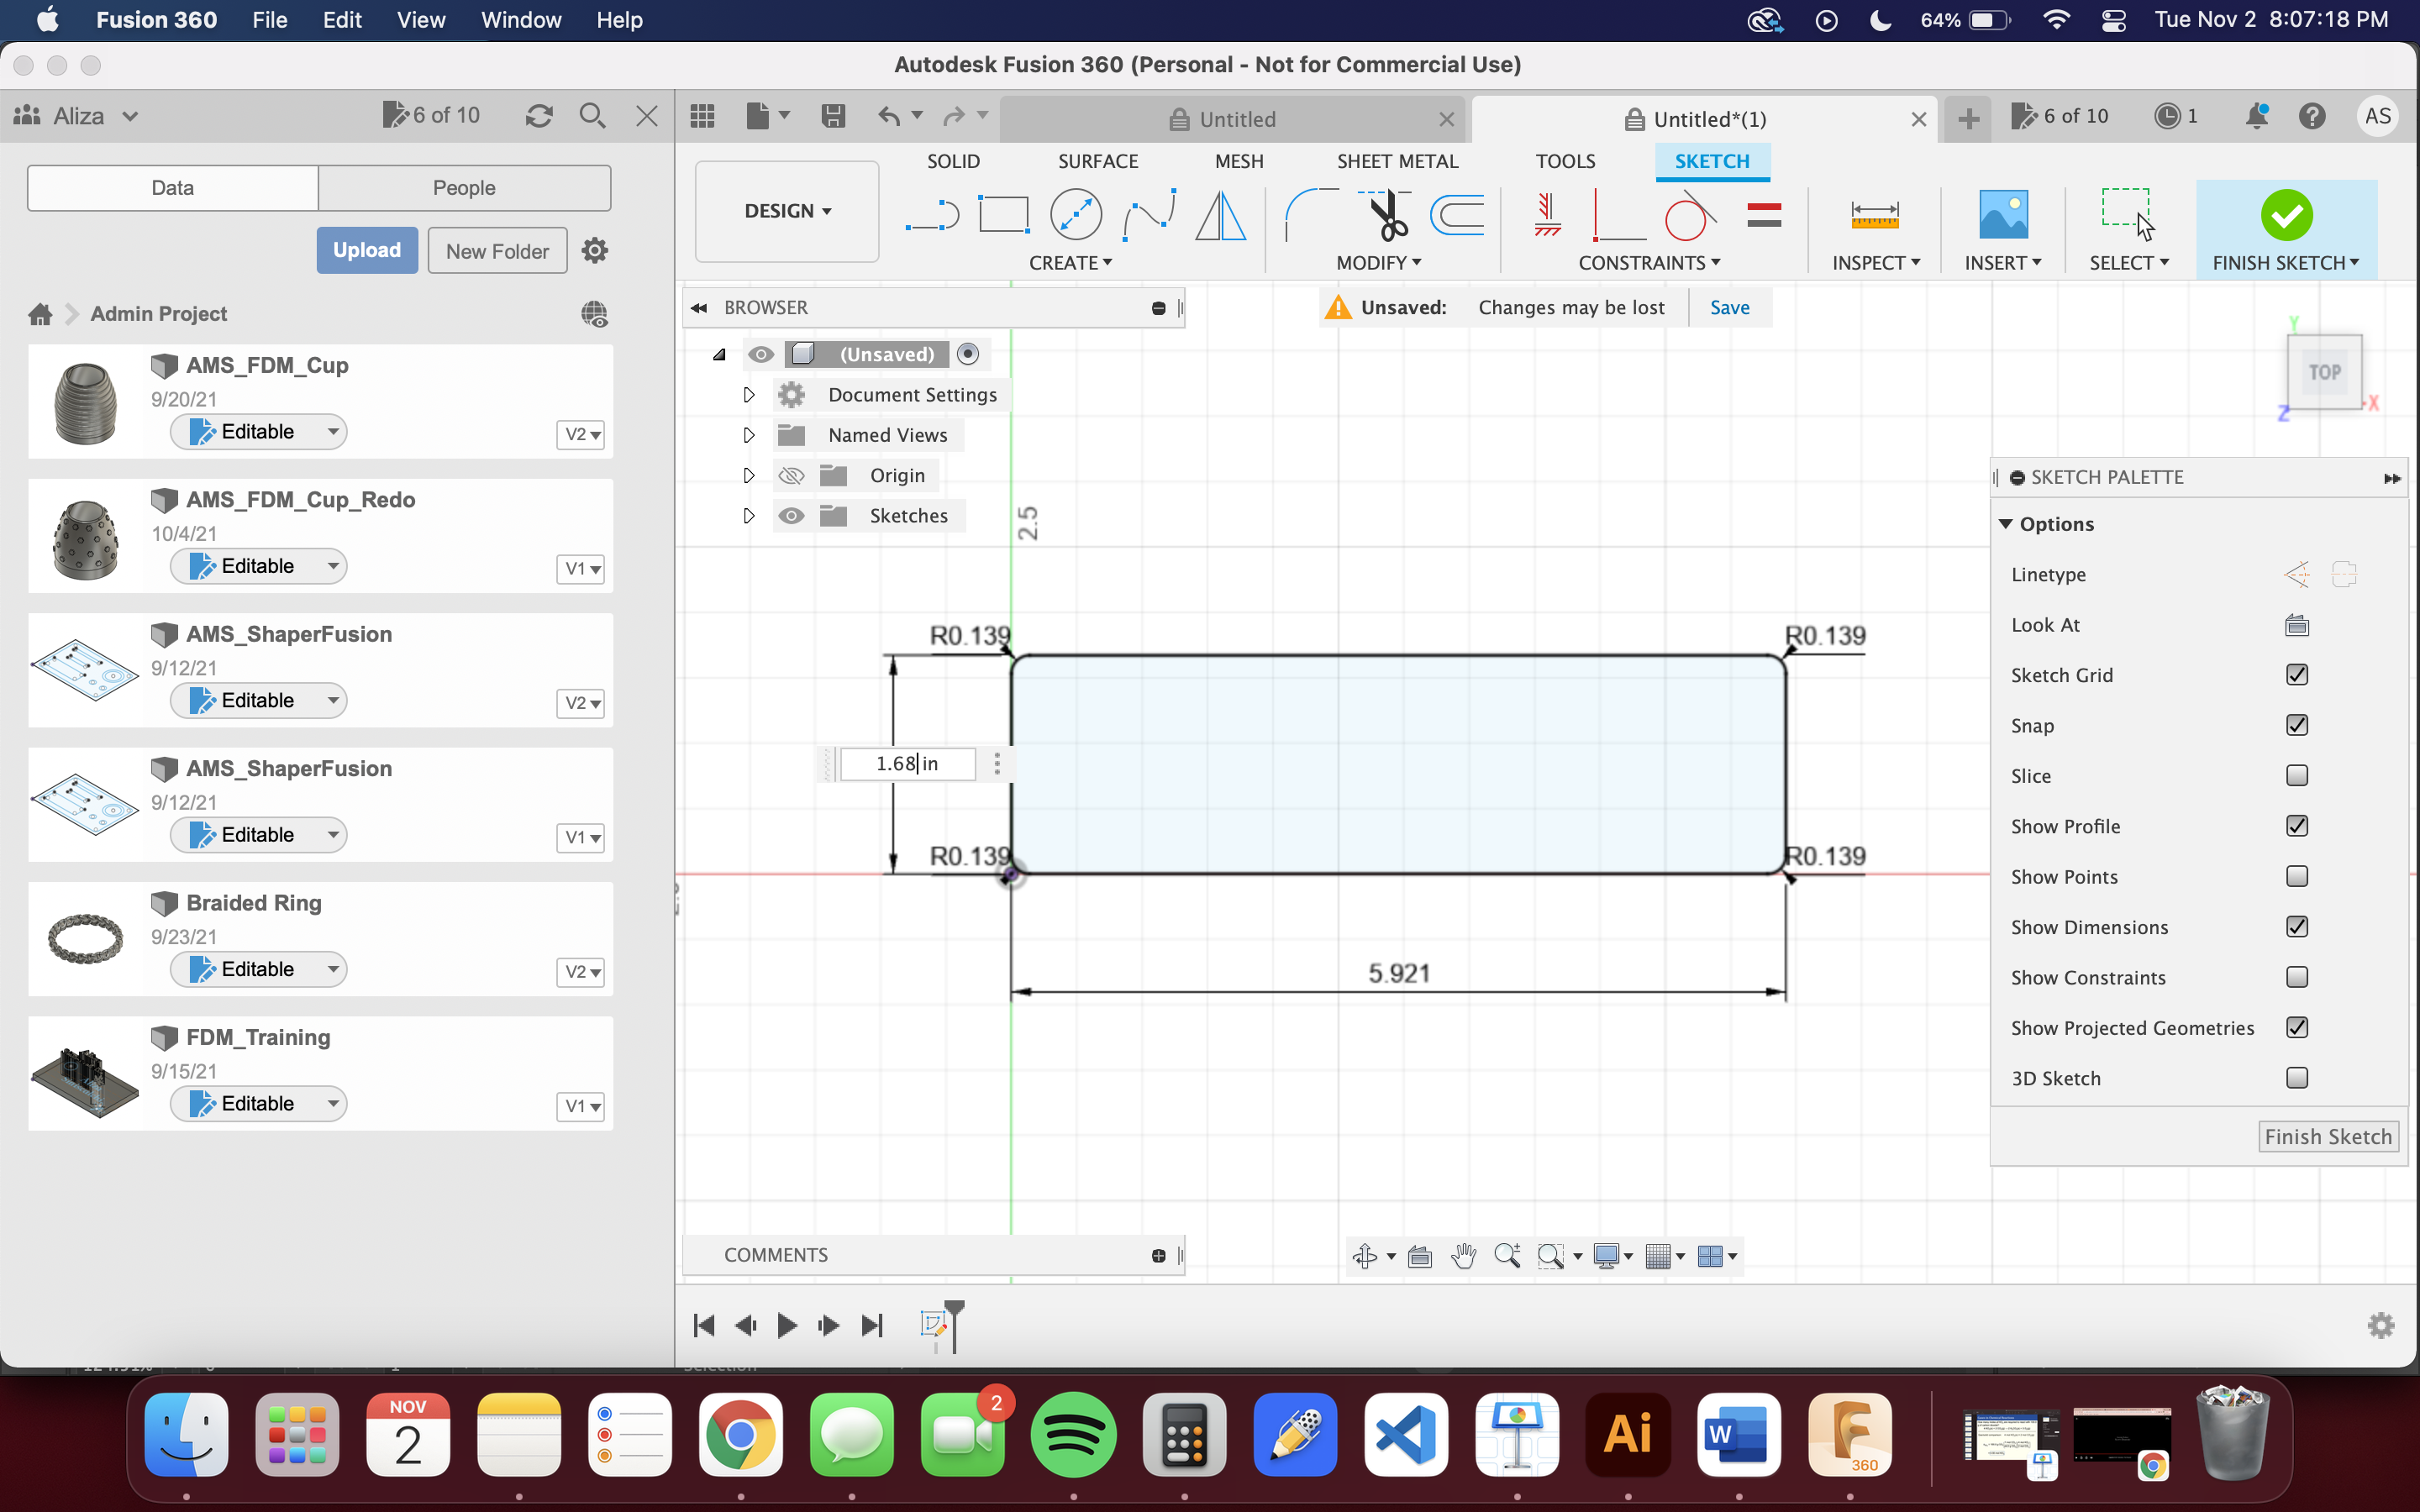 Fusion 360 File Edit View Window Help 64% Tue Nov 2 8:07:18 PM
Autodesk Fusion 360 (Personal - Not for Commercial Use)
Aliza 6 of 10 Untitled Untitled*(1) 6 of 10 1 AS
Data People
Upload New Folder
Admin Project
AMS_FDM_Cup
9/20/21
Editable V2
AMS_FDM_Cup_Redo
10/4/21
Editable V1
AMS_ShaperFusion
9/12/21
Editable V2
AMS_ShaperFusion
9/12/21
Editable V1
Braided Ring
9/23/21
Editable V2
FDM_Training
9/15/21
Editable V1
SOLID SURFACE MESH SHEET METAL TOOLS SKETCH
DESIGN
CREATE MODIFY CONSTRAINTS INSPECT INSERT SELECT FINISH SKETCH
BROWSER
Unsaved: Changes may be lost Save
(Unsaved)
Document Settings
Named Views
Origin
Sketches
TOP
Y
X
Z
2.5
R0.139 R0.139
1.68 in
R0.139 R0.139
5.921
SKETCH PALETTE
Options
Linetype
Look At
Sketch Grid
Snap
Slice
Show Profile
Show Points
Show Dimensions
Show Constraints
Show Projected Geometries
3D Sketch
Finish Sketch
COMMENTS
NOV
2
2
Ai
W
360